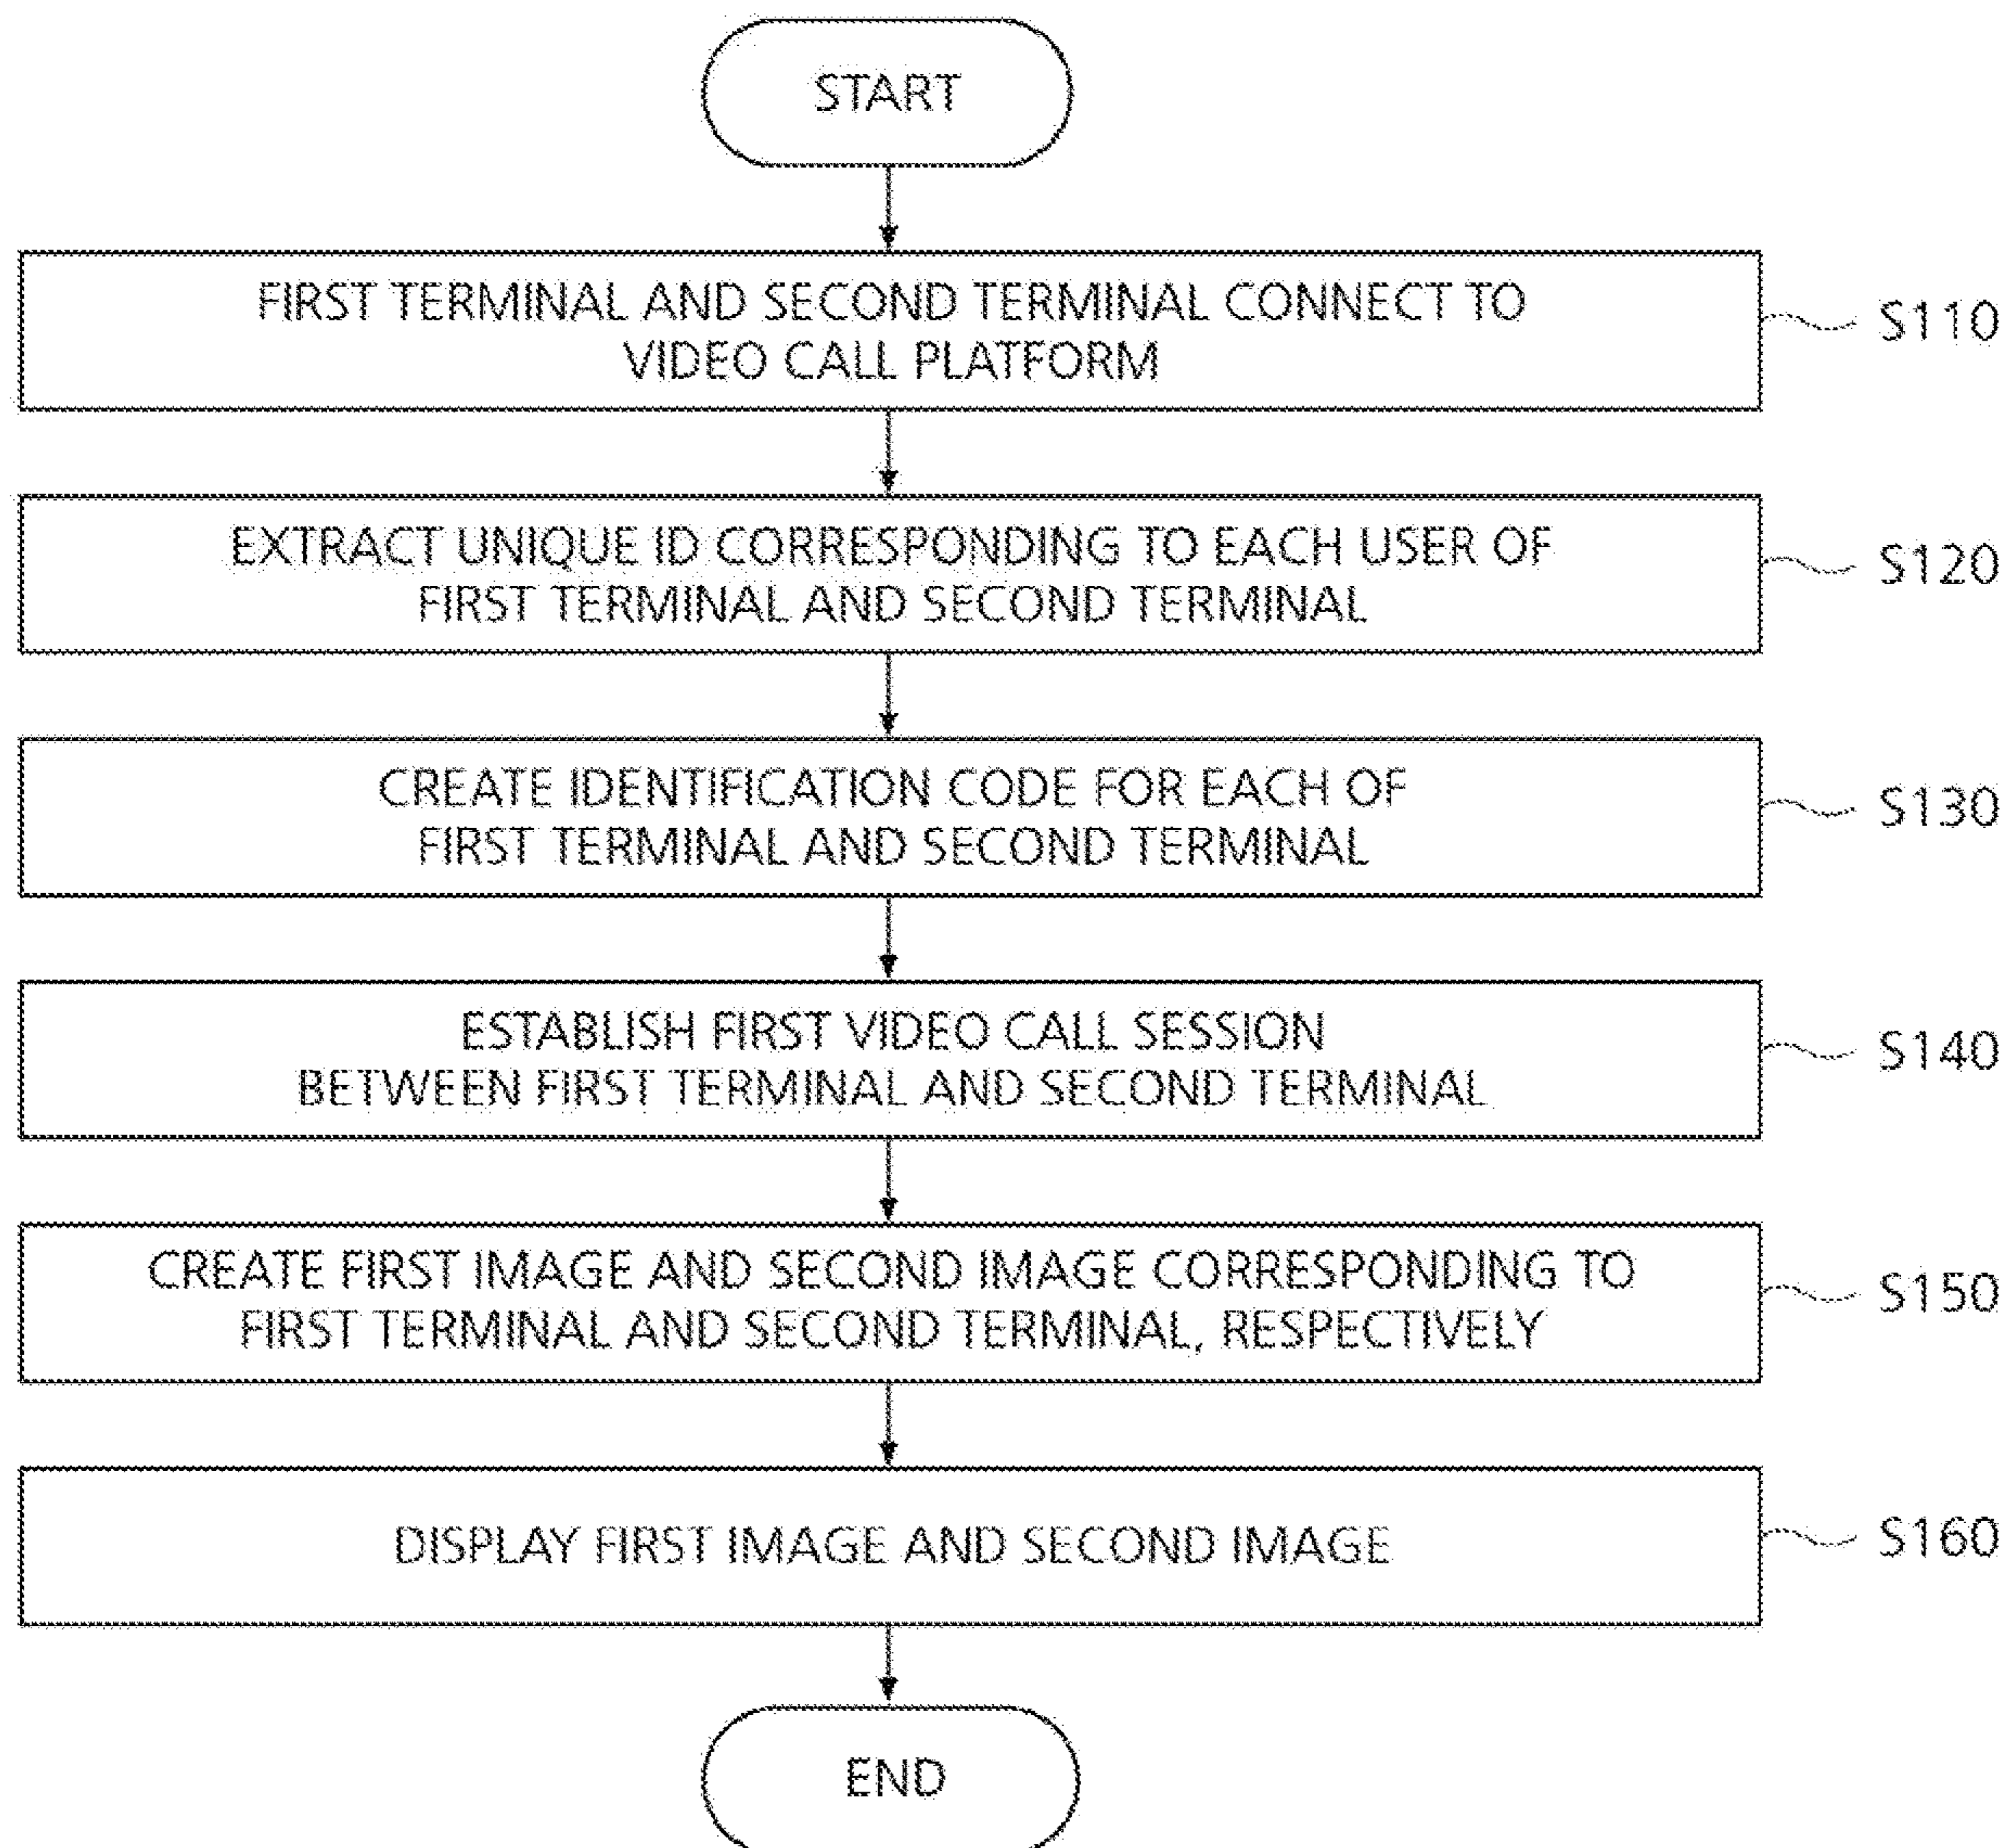 START
FIRST TERMINAL AND SECOND TERMINAL CONNECT TO
VIDEO CALL PLATFORM
S110
EXTRACT UNIQUE ID CORRESPONDING TO EACH USER OF
FIRST TERMINAL AND SECOND TERMINAL
S120
CREATE IDENTIFICATION CODE FOR EACH OF
FIRST TERMINAL AND SECOND TERMINAL
S130
ESTABLISH FIRST VIDEO CALL SESSION
BETWEEN FIRST TERMINAL AND SECOND TERMINAL
S140
CREATE FIRST IMAGE AND SECOND IMAGE CORRESPONDING TO
FIRST TERMINAL AND SECOND TERMINAL, RESPECTIVELY
S150
DISPLAY FIRST IMAGE AND SECOND IMAGE
S160
END